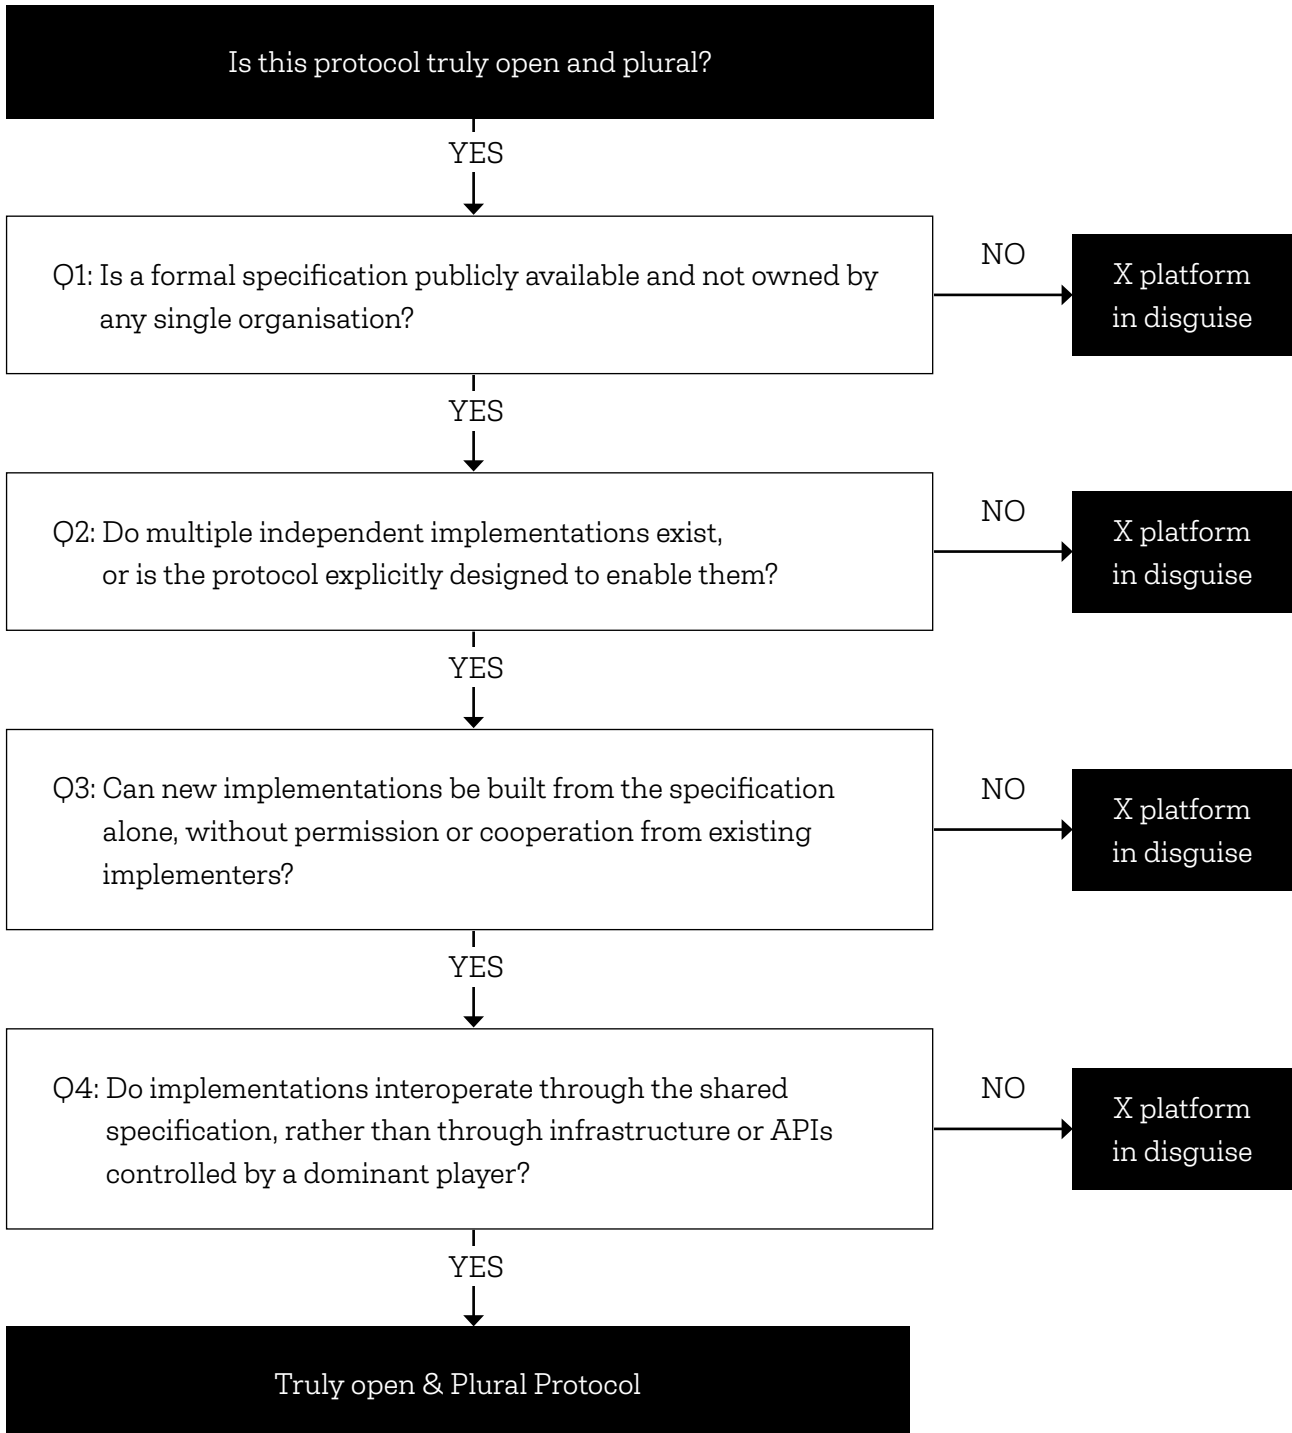 Is this protocol truly open and plural?
YES
Q1: Is a formal specification publicly available and not owned by
any single organisation?
NO
X platform
in disguise
YES
Q2: Do multiple independent implementations exist,
or is the protocol explicitly designed to enable them?
NO
X platform
in disguise
YES
Q3: Can new implementations be built from the specification
alone, without permission or cooperation from existing
implementers?
NO
X platform
in disguise
YES
Q4: Do implementations interoperate through the shared
specification, rather than through infrastructure or APIs
controlled by a dominant player?
NO
X platform
in disguise
YES
Truly open & Plural Protocol